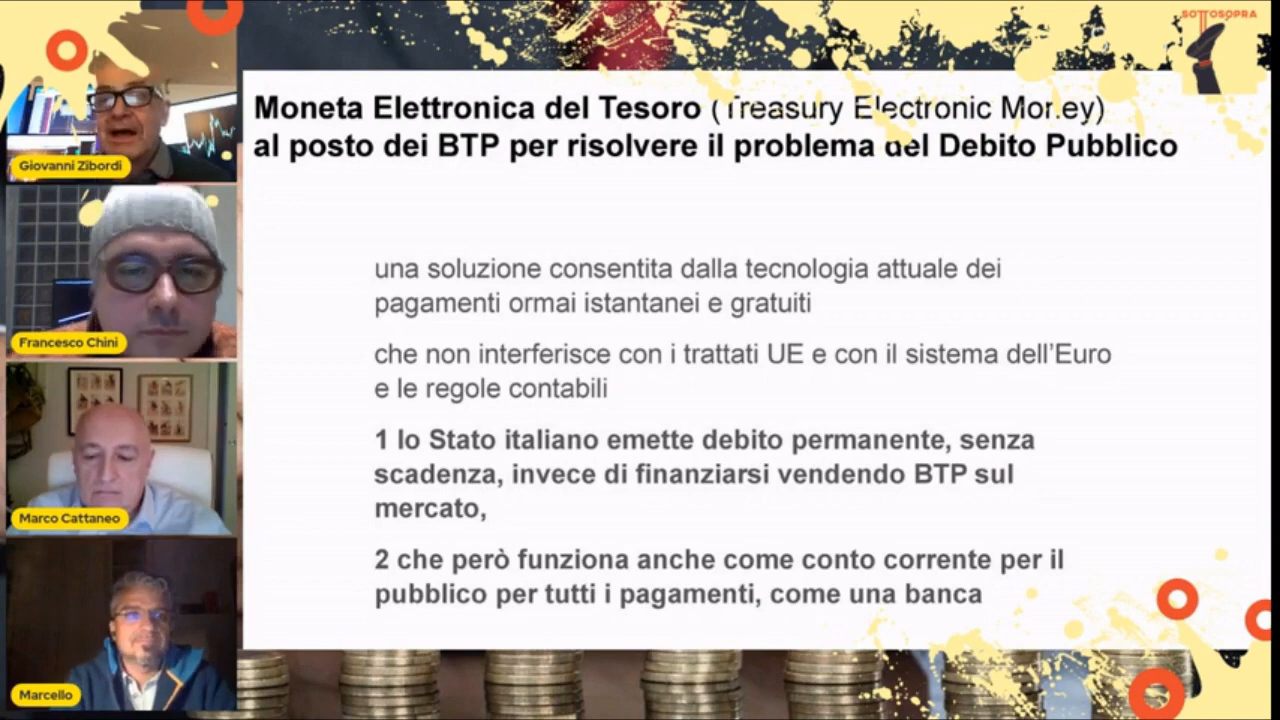 SOTTOSOPRA
Moneta Elettronica del Tesoro (Treasury Electronic Money)
al posto dei BTP per risolvere il problema del Debito Pubblico
una soluzione consentita dalla tecnologia attuale dei
pagamenti ormai istantanei e gratuiti
che non interferisce con i trattati UE e con il sistema dell'Euro
e le regole contabili
1 lo Stato italiano emette debito permanente, senza
scadenza, invece di finanziarsi vendendo BTP sul
mercato,
2 che però funziona anche come conto corrente per il
pubblico per tutti i pagamenti, come una banca
Giovanni Zibordi
Francesco Chini
Marco Cattaneo
Marcello